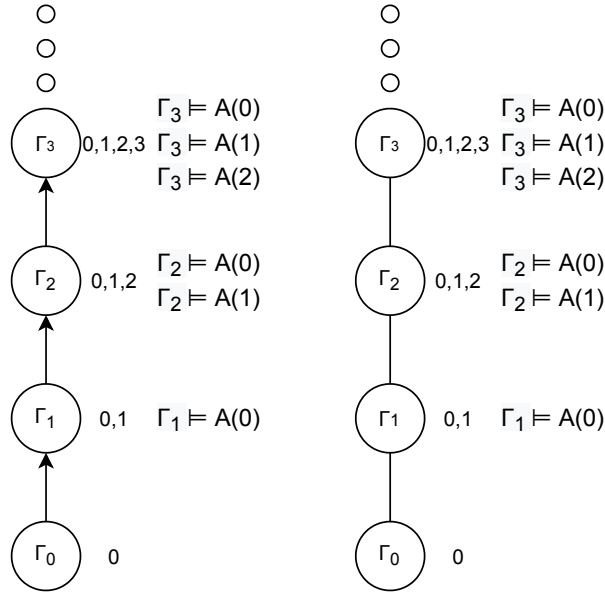 Γ₃ 0,1,2,3 Γ₃ ⊨ A(0)
Γ₃ ⊨ A(1)
Γ₃ ⊨ A(2)
Γ₂ 0,1,2 Γ₂ ⊨ A(0)
Γ₂ ⊨ A(1)
Γ₁ 0,1 Γ₁ ⊨ A(0)
Γ₀ 0
Γ₃ 0,1,2,3 Γ₃ ⊨ A(0)
Γ₃ ⊨ A(1)
Γ₃ ⊨ A(2)
Γ₂ 0,1,2 Γ₂ ⊨ A(0)
Γ₂ ⊨ A(1)
Γ1 0,1 Γ₁ ⊨ A(0)
Γ₀ 0